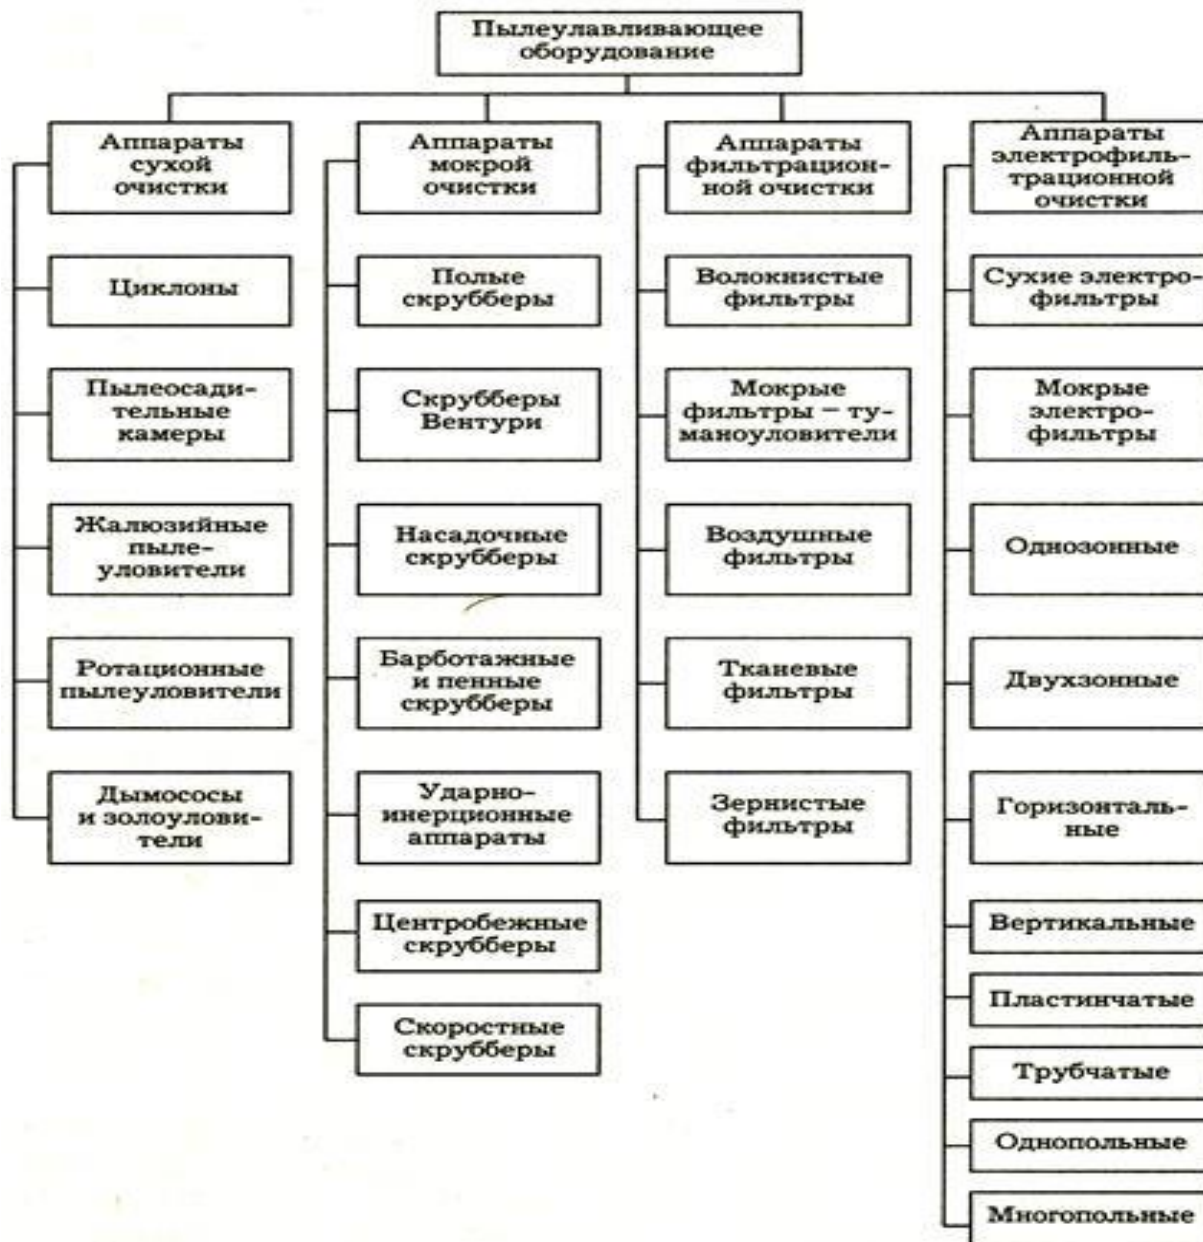 Пылеулавливающее
оборудование
Аппараты
сухой
очистки
Циклоны
Пылеосади-
тельные
камеры
Жалюзийные
пыле-
уловители
Ротационные
пылеуловители
Дымососы
и золоулови-
тели
Аппараты
мокрой
очистки
Полые
скрубберы
Скрубберы
Вентури
Насадочные
скрубберы
Барботажные
и пенные
скрубберы
Ударно-
инерционные
аппараты
Центробежные
скрубберы
Скоростные
скрубберы
Аппараты
фильтрацион-
ной очистки
Волокнистые
фильтры
Мокрые
фильтры — ту-
маноуловители
Воздушные
фильтры
Тканевые
фильтры
Зернистые
фильтры
Аппараты
электрофиль-
трационной
очистки
Сухие электро-
фильтры
Мокрые
электро-
фильтры
Однозонные
Двухзонные
Горизонталь-
ные
Вертикальные
Пластинчатые
Трубчатые
Однопольные
Многопольные